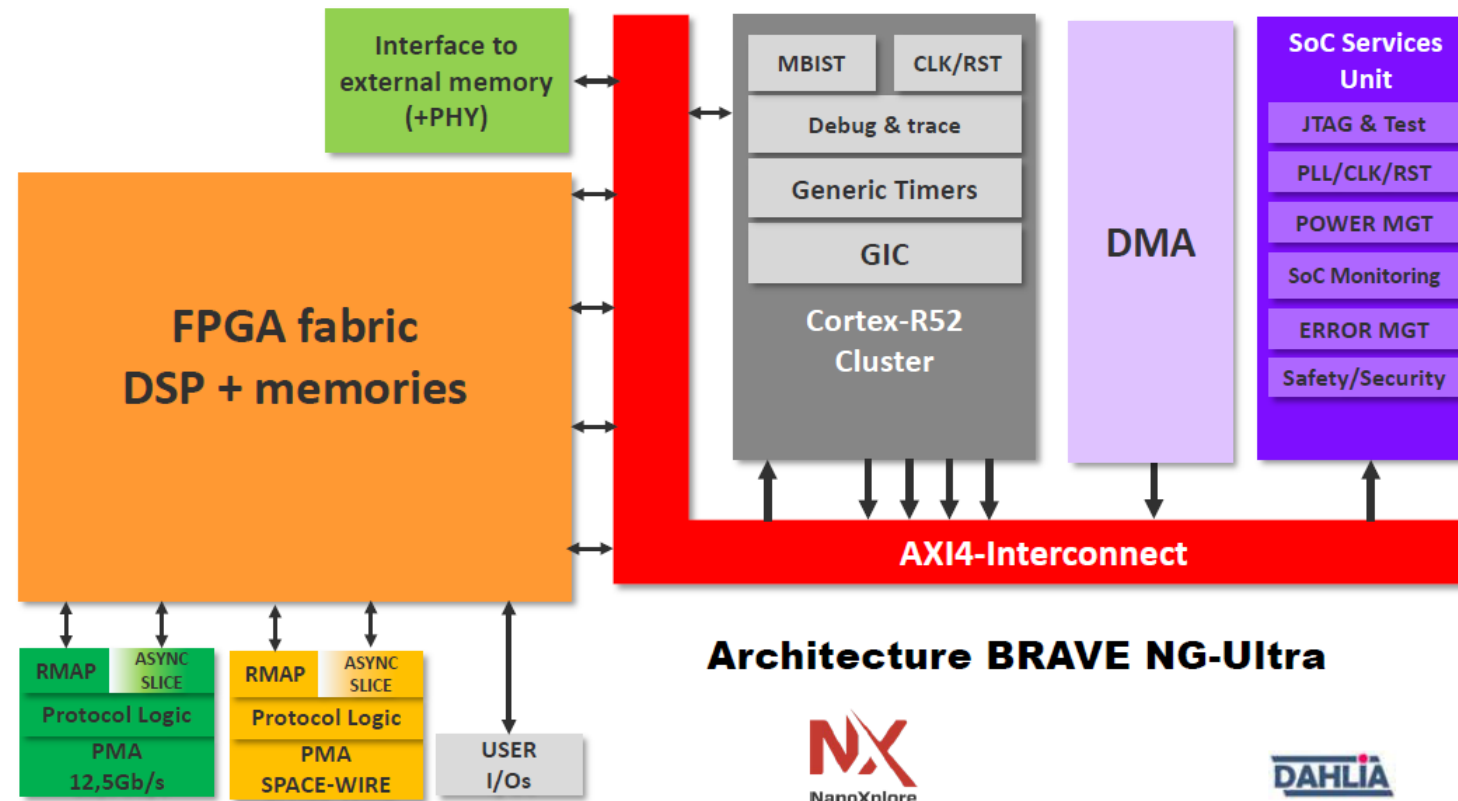 Interface to
external memory
(+PHY)
FPGA fabric
DSP + memories
MBIST
CLK/RST
Debug & trace
Generic Timers
GIC
Cortex-R52
Cluster
DMA
SoC Services
Unit
JTAG & Test
PLL/CLK/RST
POWER MGT
SoC Monitoring
ERROR MGT
Safety/Security
AXI4-Interconnect
RMAP
ASYNC
SLICE
Protocol Logic
PMA
12,5Gb/s
RMAP
ASYNC
SLICE
Protocol Logic
PMA
SPACE-WIRE
USER
I/Os
Architecture BRAVE NG-Ultra
NX
NanoXplore
DAHLIA